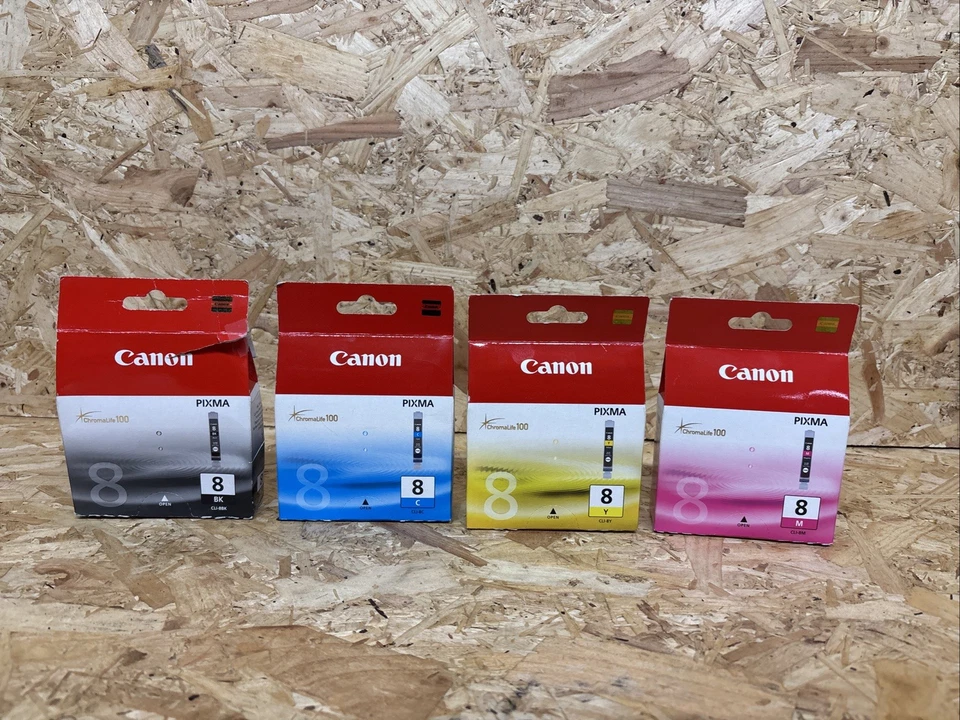 Canon
PIXMA
ChromaLife100
8
8
BK
OPEN
CLI-8BK
Canon
PIXMA
ChromaLife100
8
8
C
OPEN
CLI-8C
Canon
PIXMA
ChromaLife100
8
8
Y
OPEN
CLI-8Y
Canon
PIXMA
ChromaLife100
8
8
M
OPEN
CLI-8M